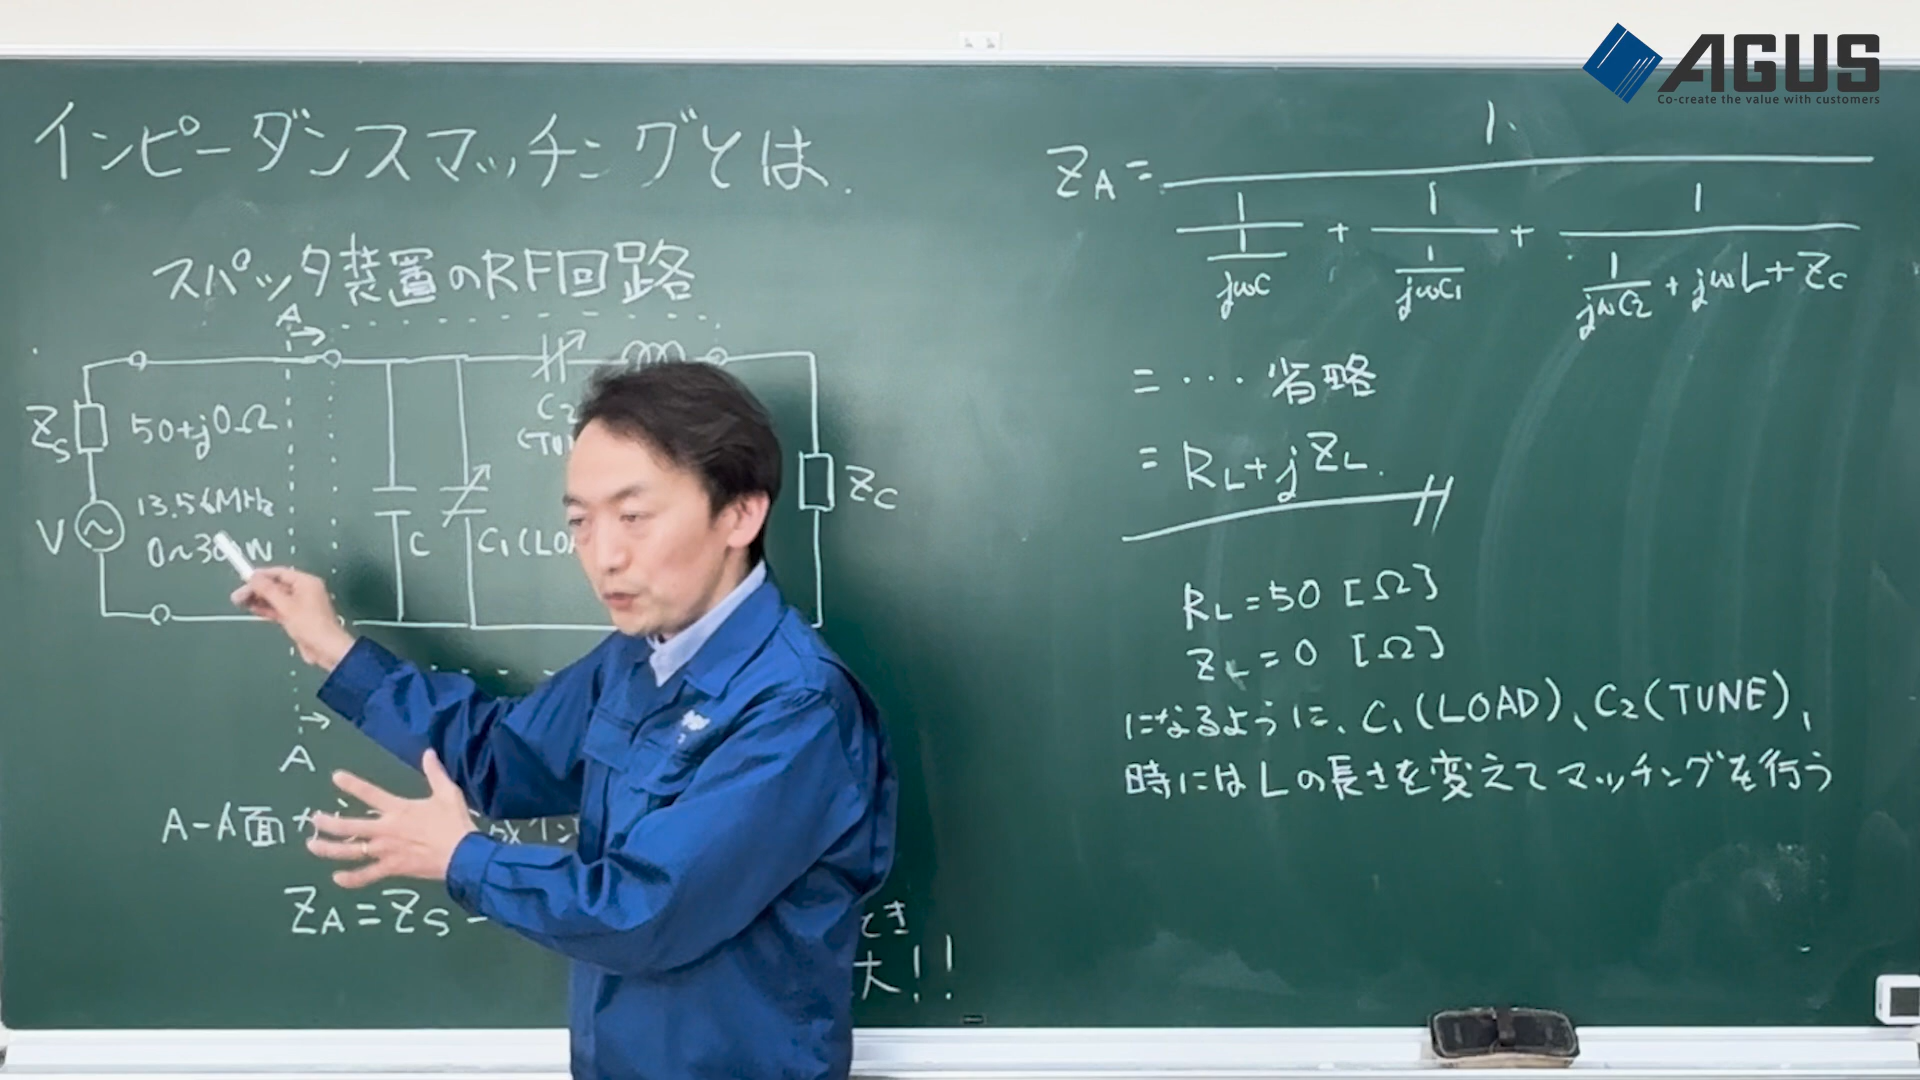 AGUS
Co-create the value with customers
インピーダンスマッチングとは.
スパッタ装置のRF回路
A
C2
Zs
50+j0Ω
V
13.56MHz
0~300W
C
C1(LO
Zc
A
A-A面か
ZA=ZS=
とき
大!!
ZA=
1
1 + 1 + 1
1 1 1 + jωL+Zc
jωC jωC1 jωC2
=・・・省略
=RL+jZL.
RL=50[Ω]
ZL=0[Ω]
になるように、C1(LOAD)、C2(TUNE)、
時にはLの長さを変えてマッチングを行う